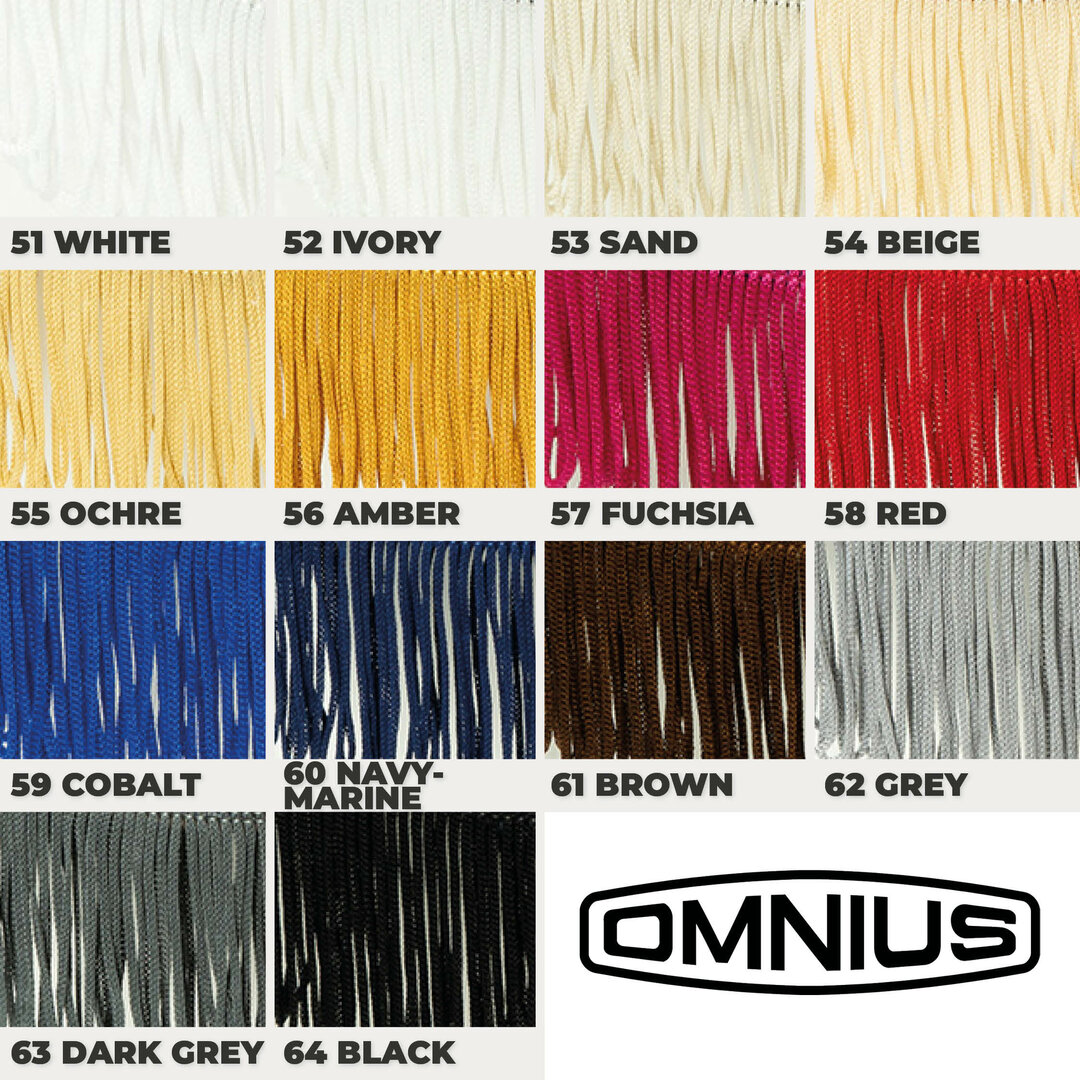 51 WHITE
52 IVORY
53 SAND
54 BEIGE
55 OCHRE
56 AMBER
57 FUCHSIA
58 RED
59 COBALT
60 NAVY-
MARINE
61 BROWN
62 GREY
63 DARK GREY
64 BLACK
OMNIUS